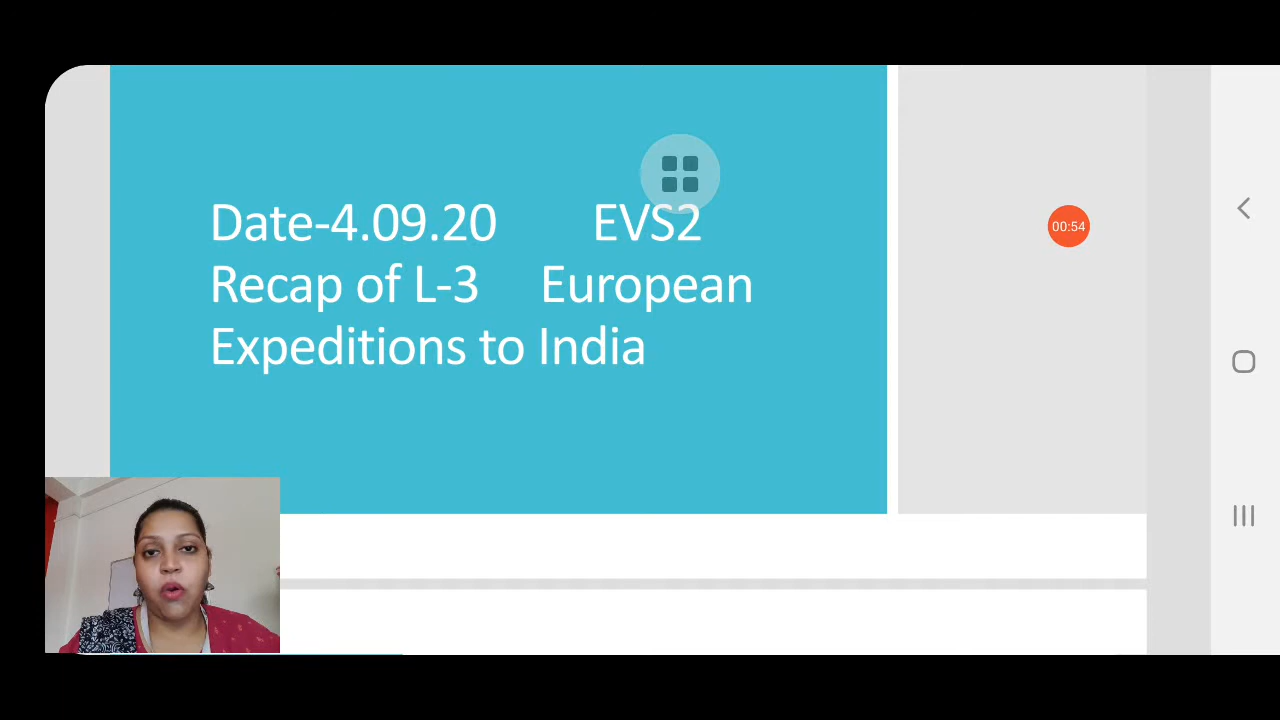 Date-4.09.20 EVS2
Recap of L-3 European
Expeditions to India
00:54